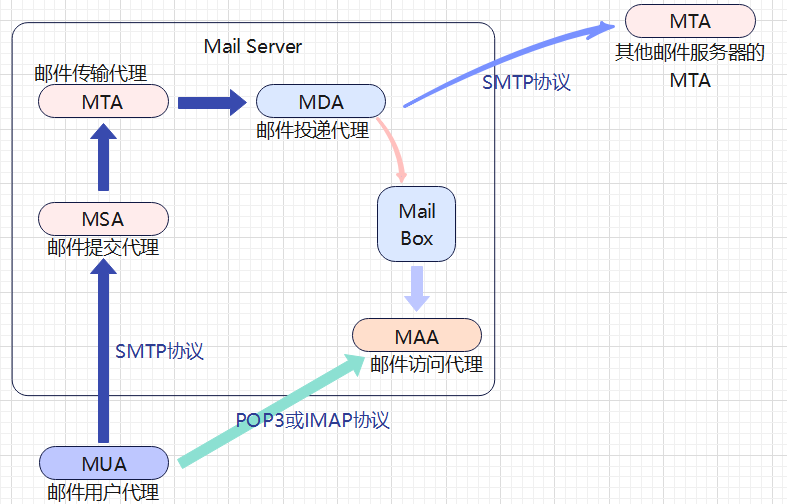 Mail Server
MTA
其他邮件服务器的
MTA
SMTP协议
邮件传输代理
MTA
MDA
邮件投递代理
MSA
邮件提交代理
Mail
Box
MAA
邮件访问代理
SMTP协议
POP3或IMAP协议
MUA
邮件用户代理